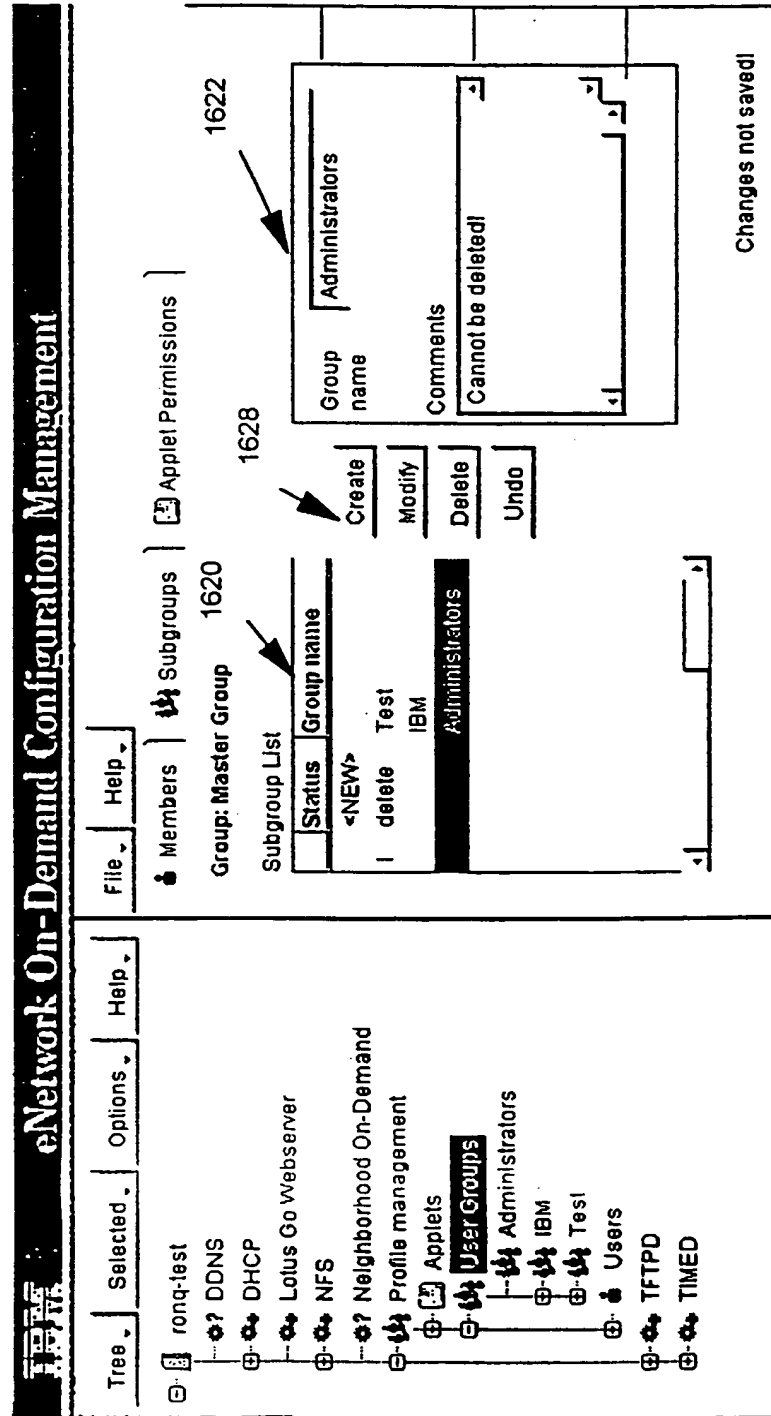 IBM eNetwork On-Demand Configuration Management
Tree Selected Options Help
ronq-test
? DDNS
DHCP
Lotus Go Webserver
NFS
? Neighborhood On-Demand
Profile management
Applets
User Groups
Administrators
IBM
Test
Users
TFTPD
TIMED
File Help
Members Subgroups Applet Permissions
Group: Master Group
1620
1628
1622
Subgroup List
Status Group name
<NEW>
| delete Test
IBM
Administrators
Create
Modify
Delete
Undo
Group name
Administrators
Comments
Cannot be deleted!
Changes not saved!